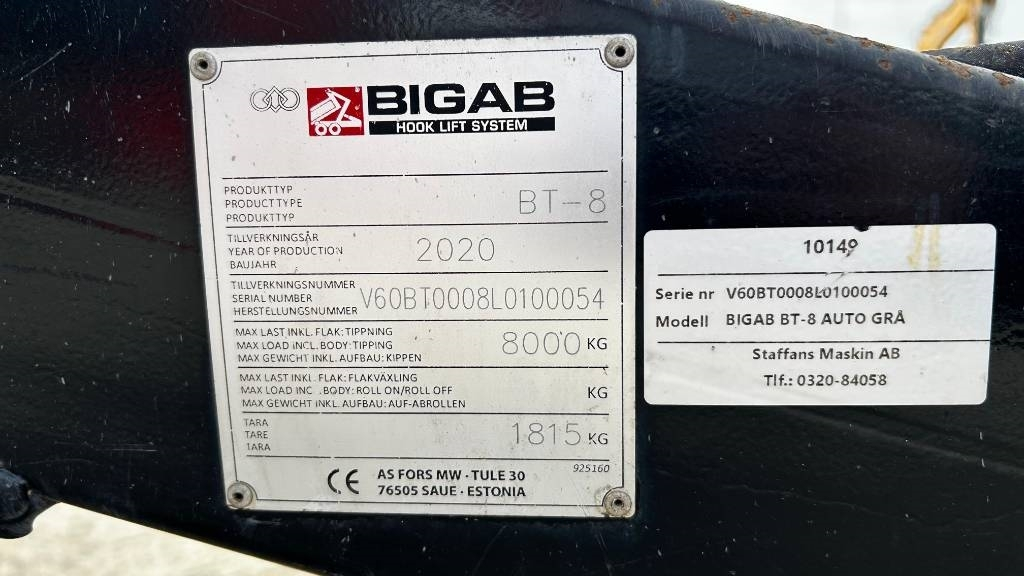 BIGAB
HOOK LIFT SYSTEM
PRODUKTTYP
PRODUCT TYPE
PRODUKTTYP
BT-8
TILLVERKNINGSÅR
YEAR OF PRODUCTION
BAUJAHR
2020
TILLVERKNINGSNUMMER
SERIAL NUMBER
HERSTELLUNGSNUMMER
V60BT0008L0100054
MAX LAST INKL. FLAK: TIPPNING
MAX LOAD INCL. BODY: TIPPING
MAX GEWICHT INKL. AUFBAU: KIPPEN
8000 KG
MAX LAST INKL. FLAK: FLAKVÄXLING
MAX LOAD INC . BODY: ROLL ON/ROLL OFF
MAX GEWICHT INKL. AUFBAU: AUF-ABROLLEN
KG
TARA
TARE
TARA
1815 KG
925160
CE
AS FORS MW · TULE 30
76505 SAUE · ESTONIA
10149
Serie nr V60BT0008L0100054
Modell BIGAB BT-8 AUTO GRÅ
Staffans Maskin AB
Tlf.: 0320-84058